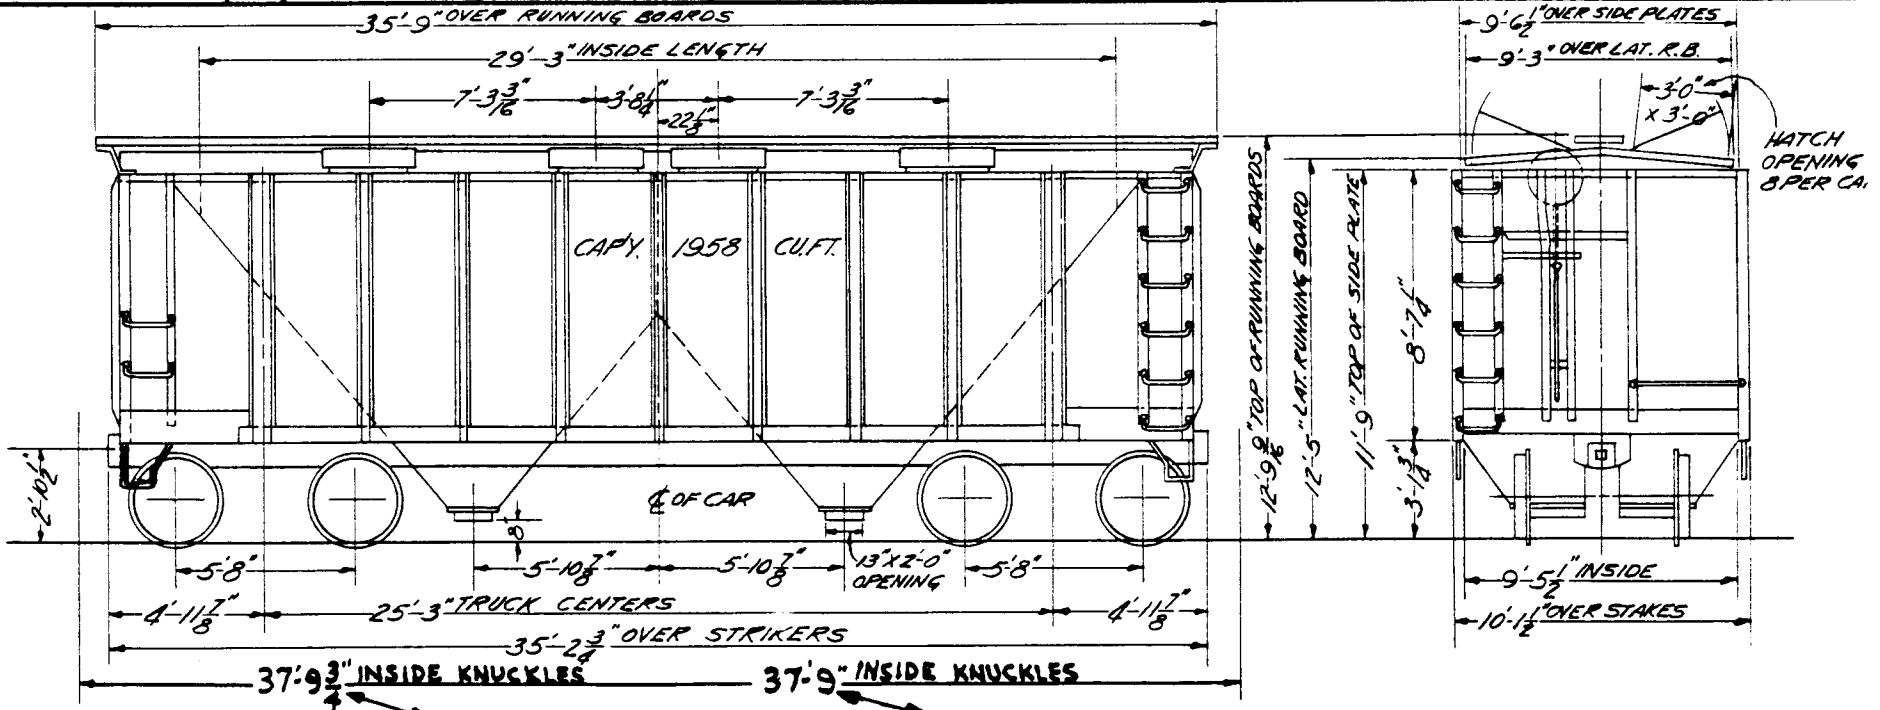 35'-9" OVER RUNNING BOARDS
29'-3" INSIDE LENGTH
7'-3 3/16"
3'-8 1/4"
7'-3 3/16"
22 1/8"
CAP'Y. 1958 CU.FT.
2'-10 1/2"
℄ OF CAR
8"
5'-8"
5'-10 7/8"
5'-10 7/8"
13" X 2'-0"
OPENING
5'-8"
4'-11 7/8"
25'-3" TRUCK CENTERS
4'-11 7/8"
35'-2 3/4" OVER STRIKERS
37'-9 3/4" INSIDE KNUCKLES
37'-9" INSIDE KNUCKLES
12'-9 9/16" TOP OF RUNNING BOARDS
12'-5" LAT. RUNNING BOARD
11'-9" TOP OF SIDE PLATE
8'-7 1/4"
3'-1 3/4"
9'-6 1/2" OVER SIDE PLATES
9'-3" OVER LAT. R.B.
3'-0"
X 3'-0"
HATCH
OPENING
8 PER CA.
9'-5 1/2" INSIDE
10'-1 1/2" OVER STAKES